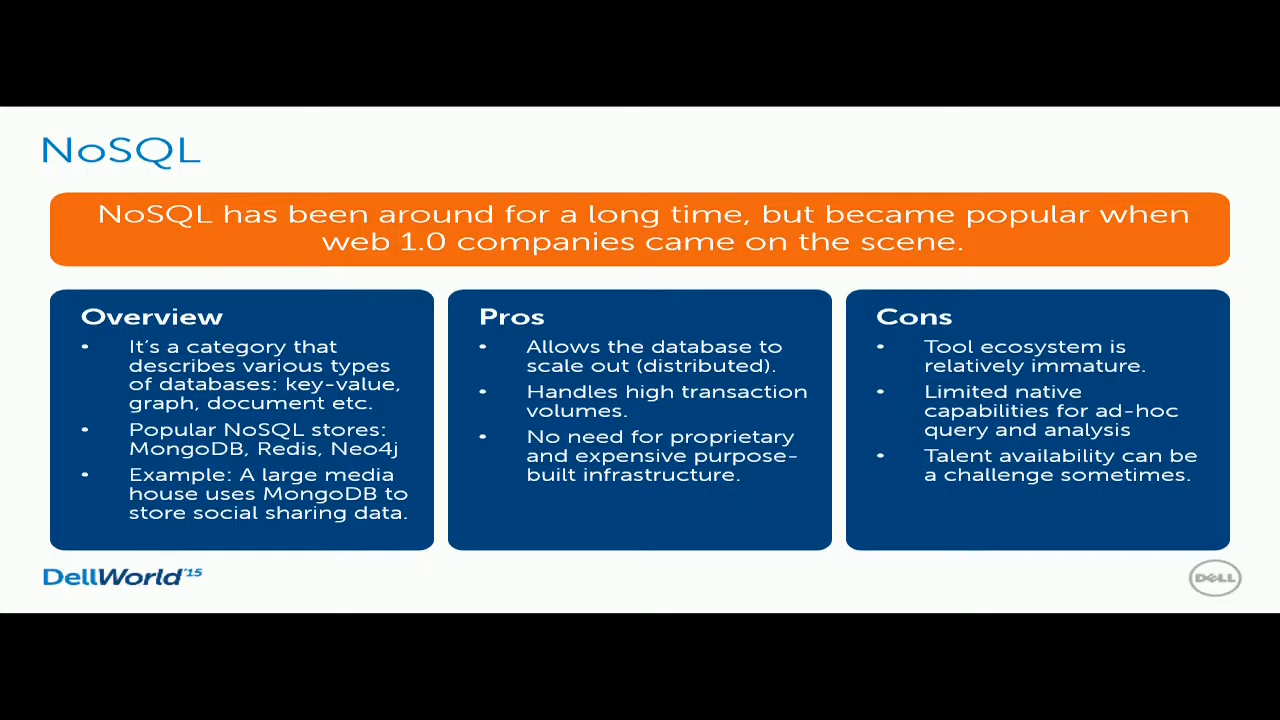 NoSQL
NoSQL has been around for a long time, but became popular when
web 1.0 companies came on the scene.
Overview
• It's a category that
describes various types
of databases: key-value,
graph, document etc.
• Popular NoSQL stores:
MongoDB, Redis, Neo4j
• Example: A large media
house uses MongoDB to
store social sharing data.
Pros
• Allows the database to
scale out (distributed).
• Handles high transaction
volumes.
• No need for proprietary
and expensive purpose-
built infrastructure.
Cons
• Tool ecosystem is
relatively immature.
• Limited native
capabilities for ad-hoc
query and analysis
• Talent availability can be
a challenge sometimes.
DellWorld'15
DELL